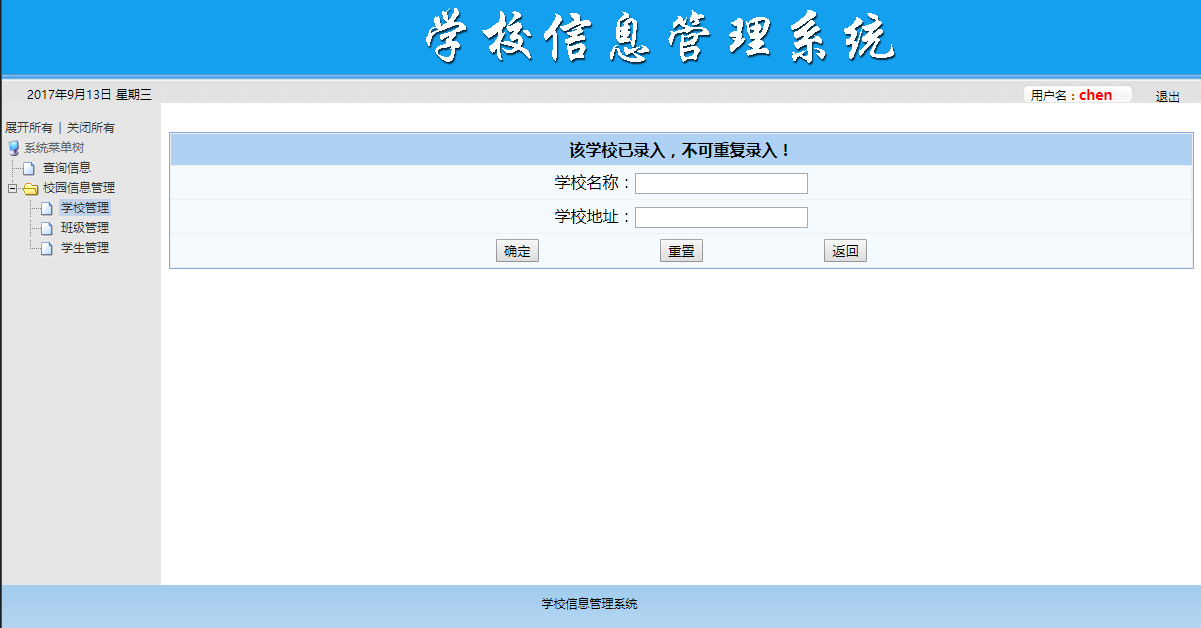 学校信息管理系统
2017年9月13日 星期三
用户名：chen
退出
展开所有 | 关闭所有
系统菜单树
查询信息
校园信息管理
学校管理
班级管理
学生管理
该学校已录入，不可重复录入！
学校名称：
学校地址：
确定 重置 返回
学校信息管理系统